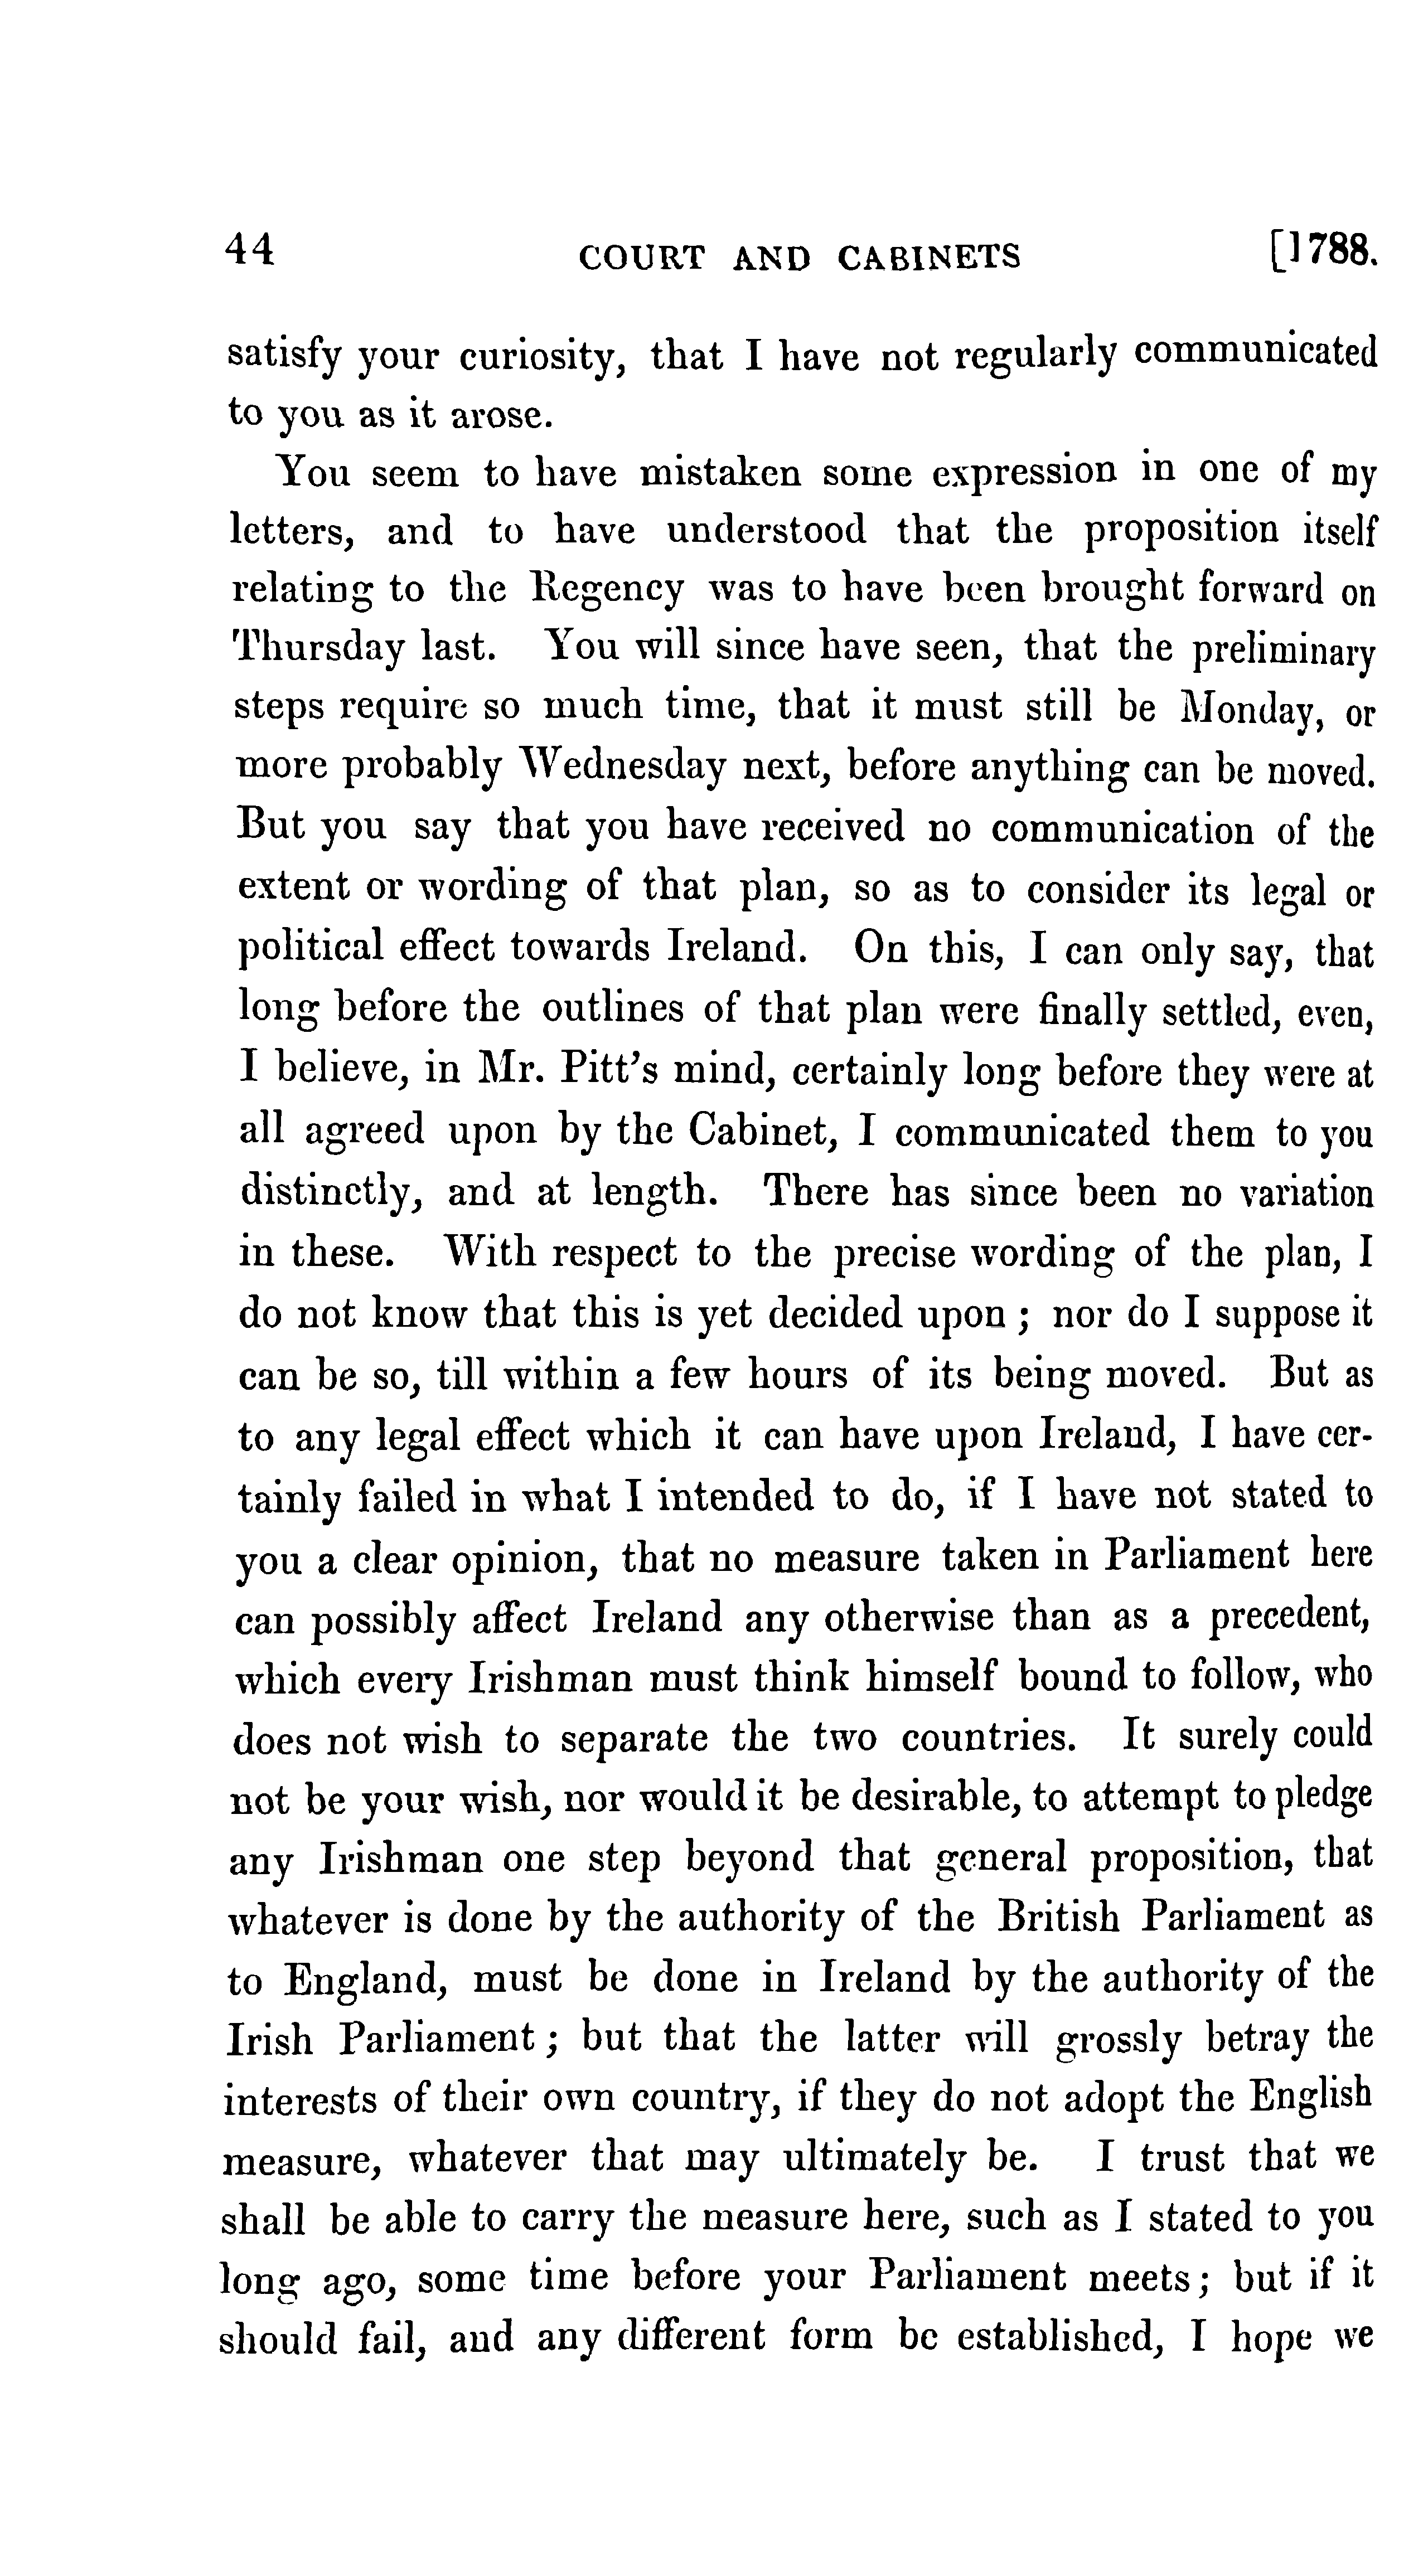 44 COURT AND CABINETS [1788.
satisfy your curiosity, that I have not regularly communicated
to you as it arose.
You seem to have mistaken some expression in one of my
letters, and to have understood that the proposition itself
relating to the Regency was to have been brought forward on
Thursday last. You will since have seen, that the preliminary
steps require so much time, that it must still be Monday, or
more probably Wednesday next, before anything can be moved.
But you say that you have received no communication of the
extent or wording of that plan, so as to consider its legal or
political effect towards Ireland. On this, I can only say, that
long before the outlines of that plan were finally settled, even,
I believe, in Mr. Pitt's mind, certainly long before they were at
all agreed upon by the Cabinet, I communicated them to you
distinctly, and at length. There has since been no variation
in these. With respect to the precise wording of the plan, I
do not know that this is yet decided upon; nor do I suppose it
can be so, till within a few hours of its being moved. But as
to any legal effect which it can have upon Ireland, I have cer-
tainly failed in what I intended to do, if I have not stated to
you a clear opinion, that no measure taken in Parliament here
can possibly affect Ireland any otherwise than as a precedent,
which every Irishman must think himself bound to follow, who
does not wish to separate the two countries. It surely could
not be your wish, nor would it be desirable, to attempt to pledge
any Irishman one step beyond that general proposition, that
whatever is done by the authority of the British Parliament as
to England, must be done in Ireland by the authority of the
Irish Parliament; but that the latter will grossly betray the
interests of their own country, if they do not adopt the English
measure, whatever that may ultimately be. I trust that we
shall be able to carry the measure here, such as I stated to you
long ago, some time before your Parliament meets; but if it
should fail, and any different form be established, I hope we